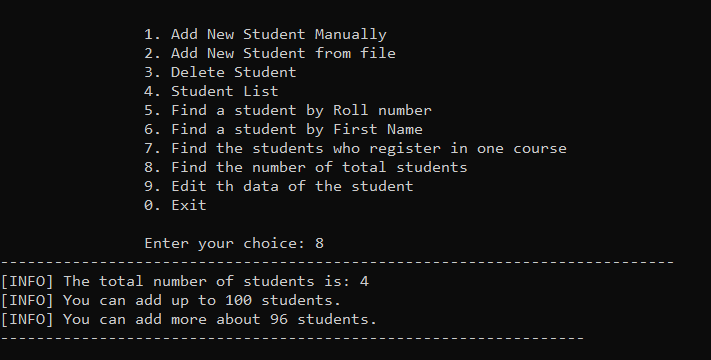 1. Add New Student Manually
2. Add New Student from file
3. Delete Student
4. Student List
5. Find a student by Roll number
6. Find a student by First Name
7. Find the students who register in one course
8. Find the number of total students
9. Edit th data of the student
0. Exit
Enter your choice: 8
---------------------------------------------------------------------------
[INFO] The total number of students is: 4
[INFO] You can add up to 100 students.
[INFO] You can add more about 96 students.
-----------------------------------------------------------------